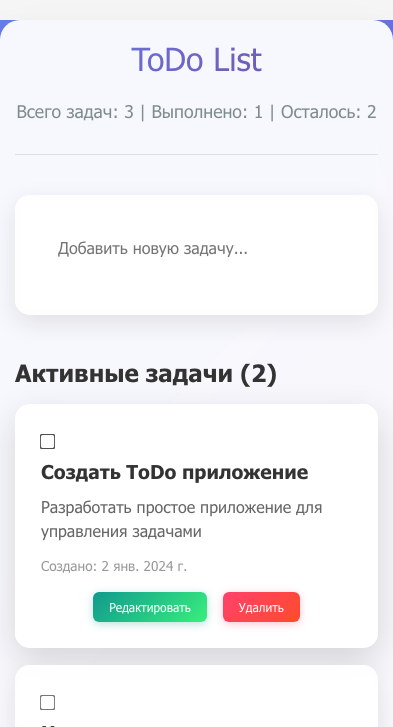 ToDo List
Всего задач: 3 | Выполнено: 1 | Осталось: 2
Добавить новую задачу...
Активные задачи (2)
Создать ToDo приложение
Разработать простое приложение для
управления задачами
Создано: 2 янв. 2024 г.
Редактировать
Удалить